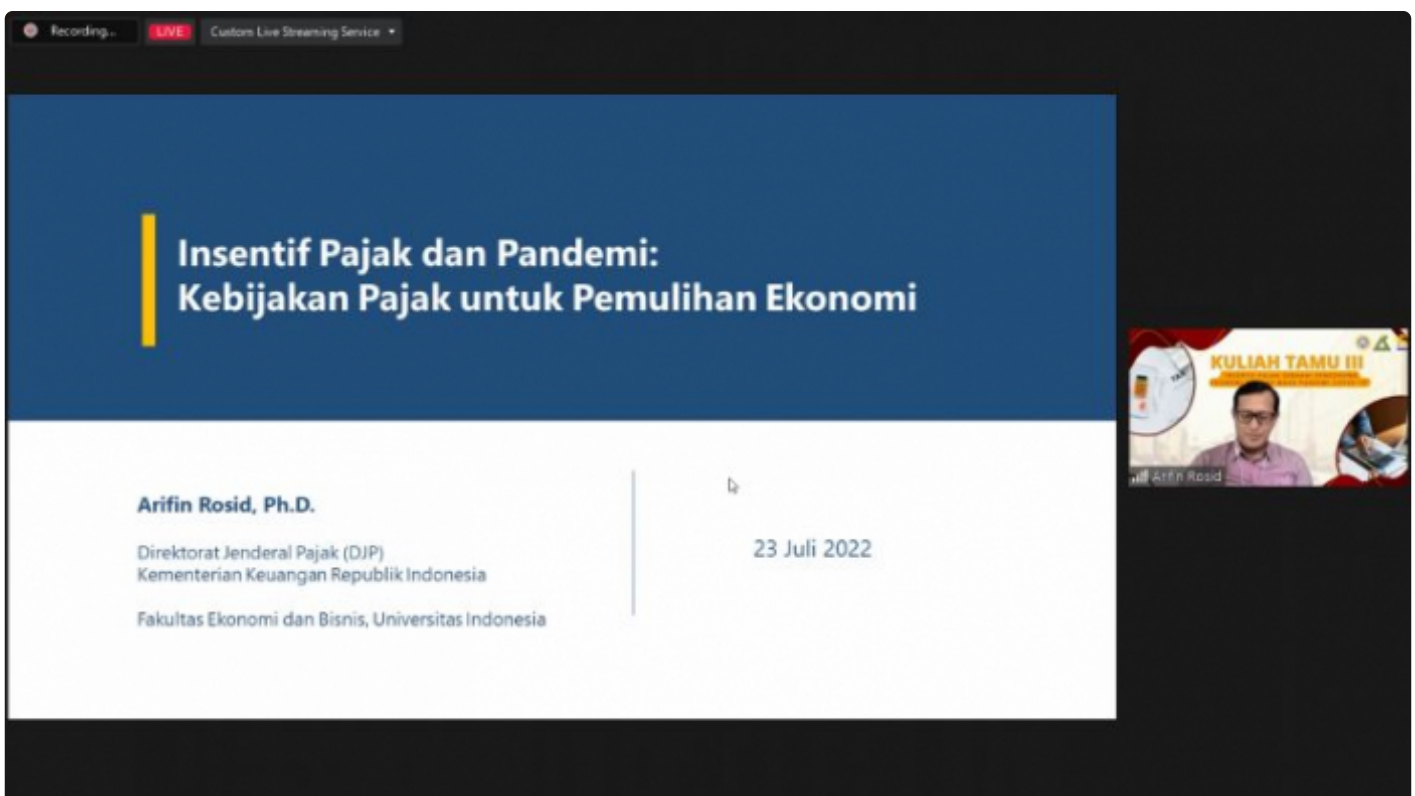 Recording...
LIVE
Custom Live Streaming Service
Insentif Pajak dan Pandemi:
Kebijakan Pajak untuk Pemulihan Ekonomi
Arifin Rosid, Ph.D.
Direktorat Jenderal Pajak (DJP)
Kementerian Keuangan Republik Indonesia
Fakultas Ekonomi dan Bisnis, Universitas Indonesia
23 Juli 2022
KULIAH TAMU III
Arifin Rosid